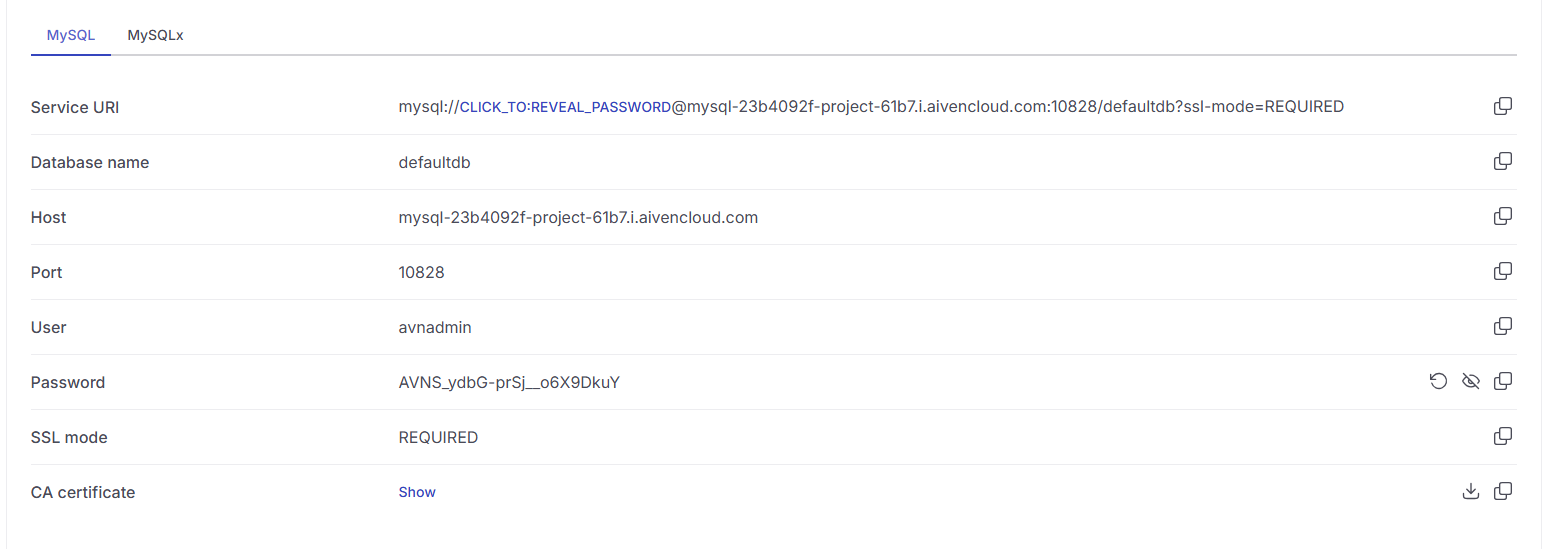 MySQL MySQLx
Service URI mysql://CLICK_TO:REVEAL_PASSWORD@mysql-23b4092f-project-61b7.i.aivencloud.com:10828/defaultdb?ssl-mode=REQUIRED
Database name defaultdb
Host mysql-23b4092f-project-61b7.i.aivencloud.com
Port 10828
User avnadmin
Password AVNS_ydbG-prSj__o6X9DkuY
SSL mode REQUIRED
CA certificate Show